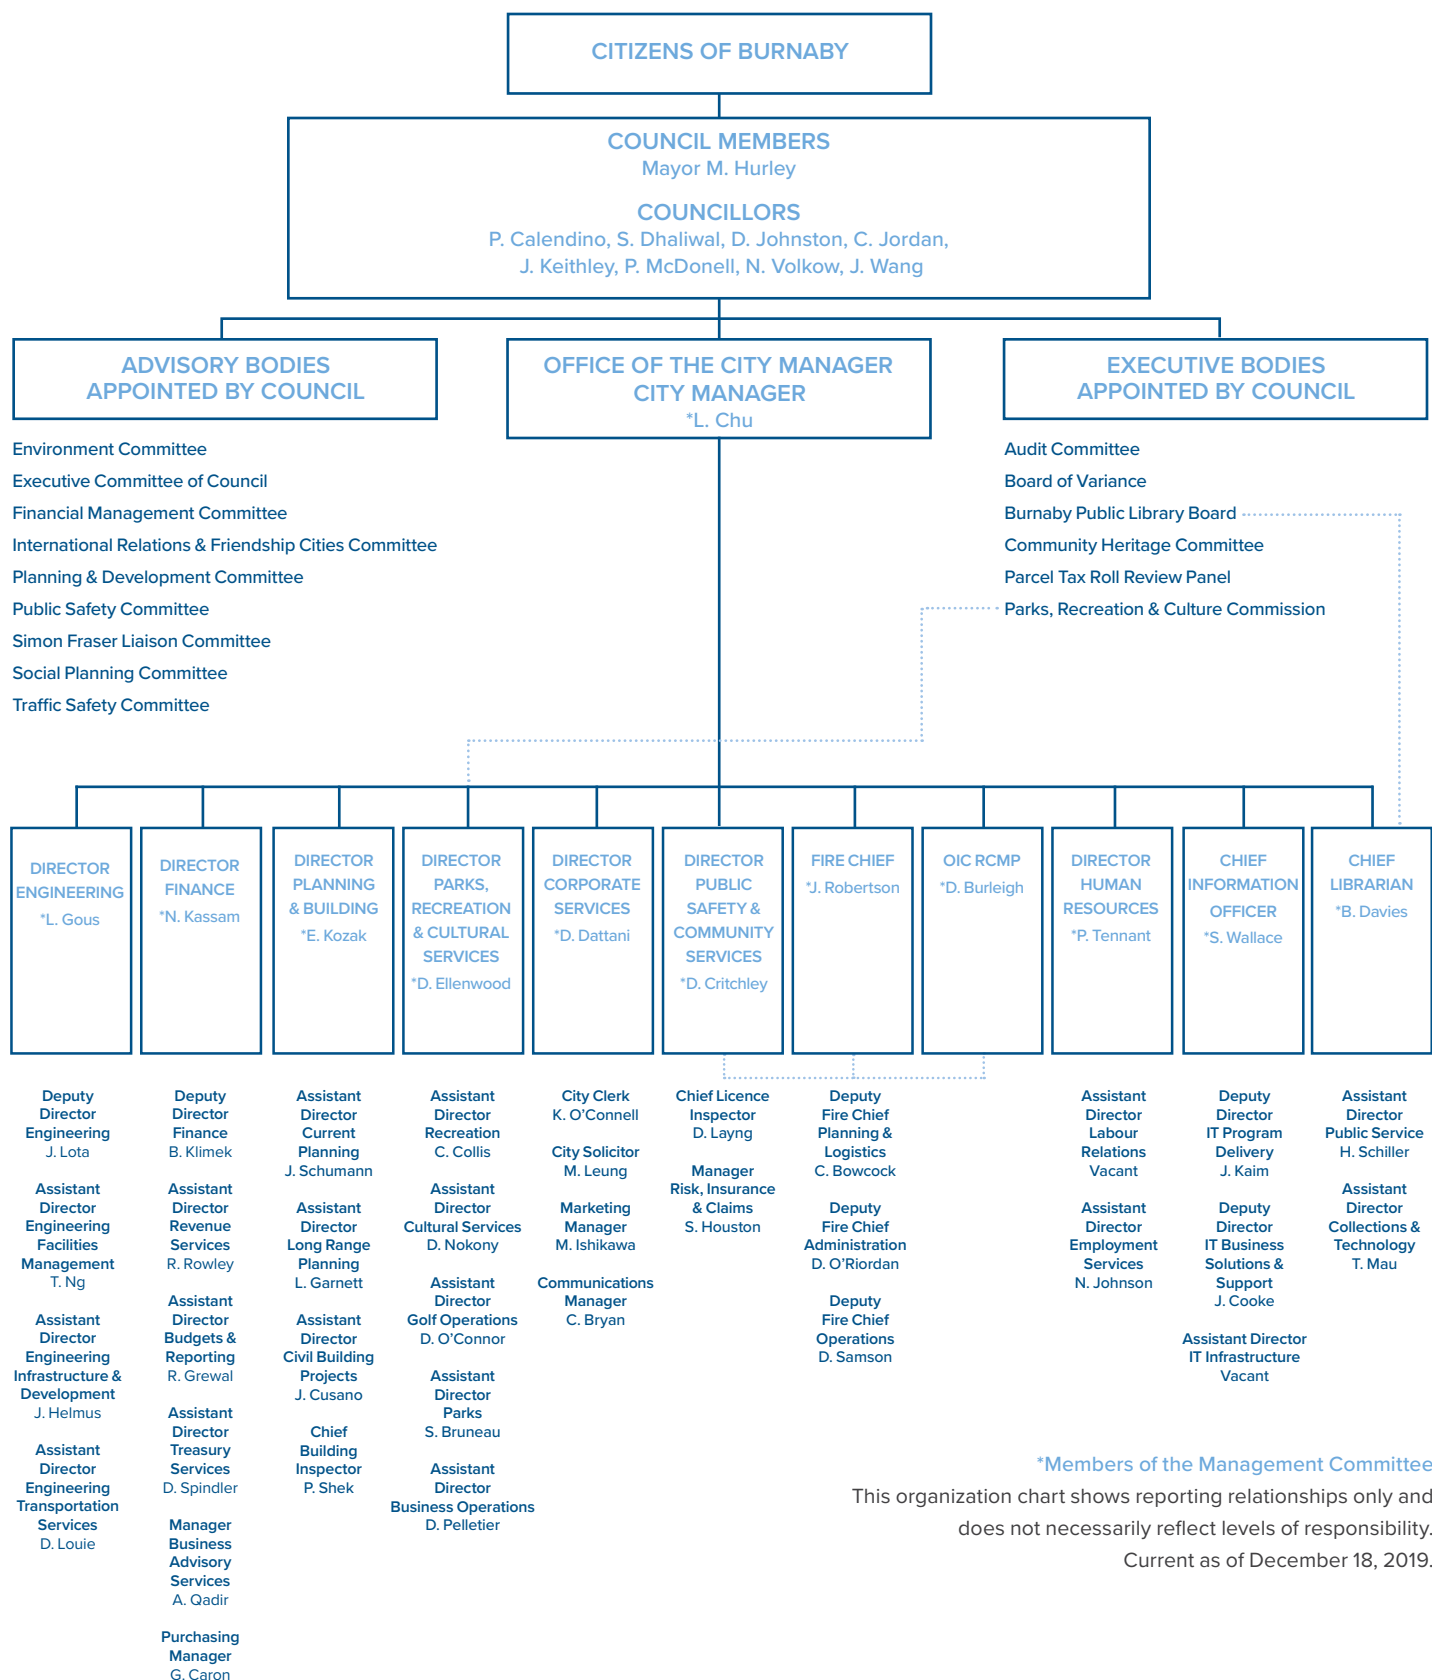 CITIZENS OF BURNABY
COUNCIL MEMBERS
Mayor M. Hurley
COUNCILLORS
P. Calendino, S. Dhaliwal, D. Johnston, C. Jordan,
J. Keithley, P. McDonell, N. Volkow, J. Wang
ADVISORY BODIES
APPOINTED BY COUNCIL
Environment Committee
Executive Committee of Council
Financial Management Committee
International Relations & Friendship Cities Committee
Planning & Development Committee
Public Safety Committee
Simon Fraser Liaison Committee
Social Planning Committee
Traffic Safety Committee
OFFICE OF THE CITY MANAGER
CITY MANAGER
*L. Chu
EXECUTIVE BODIES
APPOINTED BY COUNCIL
Audit Committee
Board of Variance
Burnaby Public Library Board
Community Heritage Committee
Parcel Tax Roll Review Panel
Parks, Recreation & Culture Commission
DIRECTOR
ENGINEERING
*L. Gous
Deputy
Director
Engineering
J. Lota
Assistant
Director
Engineering
Facilities
Management
T. Ng
Assistant
Director
Engineering
Infrastructure &
Development
J. Helmus
Assistant
Director
Engineering
Transportation
Services
D. Louie
DIRECTOR
FINANCE
*N. Kassam
Deputy
Director
Finance
B. Klimek
Assistant
Director
Revenue
Services
R. Rowley
Assistant
Director
Budgets &
Reporting
R. Grewal
Assistant
Director
Treasury
Services
D. Spindler
Manager
Business
Advisory
Services
A. Qadir
Purchasing
Manager
G. Caron
DIRECTOR
PLANNING
& BUILDING
*E. Kozak
Assistant
Director
Current
Planning
J. Schumann
Assistant
Director
Long Range
Planning
L. Garnett
Assistant
Director
Civil Building
Projects
J. Cusano
Chief
Building
Inspector
P. Shek
DIRECTOR
PARKS,
RECREATION
& CULTURAL
SERVICES
*D. Ellenwood
Assistant
Director
Recreation
C. Collis
Assistant
Director
Cultural Services
D. Nokony
Assistant
Director
Golf Operations
D. O'Connor
Assistant
Director
Parks
S. Bruneau
Assistant
Director
Business Operations
D. Pelletier
DIRECTOR
CORPORATE
SERVICES
*D. Dattani
City Clerk
K. O'Connell
City Solicitor
M. Leung
Marketing
Manager
M. Ishikawa
Communications
Manager
C. Bryan
DIRECTOR
PUBLIC
SAFETY &
COMMUNITY
SERVICES
*D. Critchley
Chief Licence
Inspector
D. Layng
Manager
Risk, Insurance
& Claims
S. Houston
FIRE CHIEF
*J. Robertson
Deputy
Fire Chief
Planning &
Logistics
C. Bowcock
Deputy
Fire Chief
Administration
D. O'Riordan
Deputy
Fire Chief
Operations
D. Samson
OIC RCMP
*D. Burleigh
DIRECTOR
HUMAN
RESOURCES
*P. Tennant
Assistant
Director
Labour
Relations
Vacant
Assistant
Director
Employment
Services
N. Johnson
CHIEF
INFORMATION
OFFICER
*S. Wallace
Deputy
Director
IT Program
Delivery
J. Kaim
Deputy
Director
IT Business
Solutions &
Support
J. Cooke
Assistant Director
IT Infrastructure
Vacant
CHIEF
LIBRARIAN
*B. Davies
Assistant
Director
Public Service
H. Schiller
Assistant
Director
Collections &
Technology
T. Mau
*Members of the Management Committee
This organization chart shows reporting relationships only and
does not necessarily reflect levels of responsibility.
Current as of December 18, 2019.